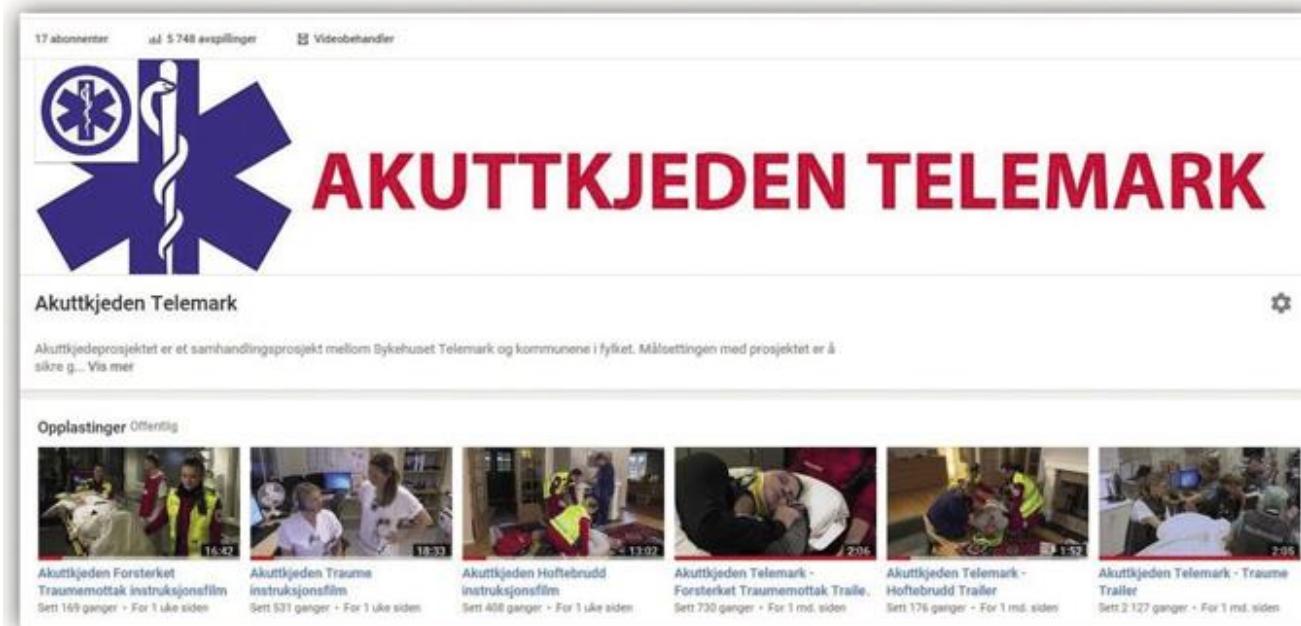 17 abonnenter 5 748 avspillinger Videobehandler
AKUTTKJEDEN TELEMARK
Akuttkjeden Telemark
Akuttkjedeprosjektet er et samhandlingsprosjekt mellom Sykehuset Telemark og kommunene i fylket. Målsettingen med prosjektet er å
sikre g... Vis mer
Opplastinger Offentlig
16:42
Akuttkjeden Forsterket
Traumemottak instruksjonsfilm
Sett 169 ganger • For 1 uke siden
18:33
Akuttkjeden Traume
instruksjonsfilm
Sett 531 ganger • For 1 uke siden
13:02
Akuttkjeden Hoftebrudd
instruksjonsfilm
Sett 408 ganger • For 1 uke siden
2:06
Akuttkjeden Telemark -
Forsterket Traumemottak Traile.
Sett 730 ganger • For 1 md. siden
1:52
Akuttkjeden Telemark -
Hoftebrudd Trailer
Sett 176 ganger • For 1 md. siden
2:05
Akuttkjeden Telemark - Traume
Trailer
Sett 2 127 ganger • For 1 md. siden